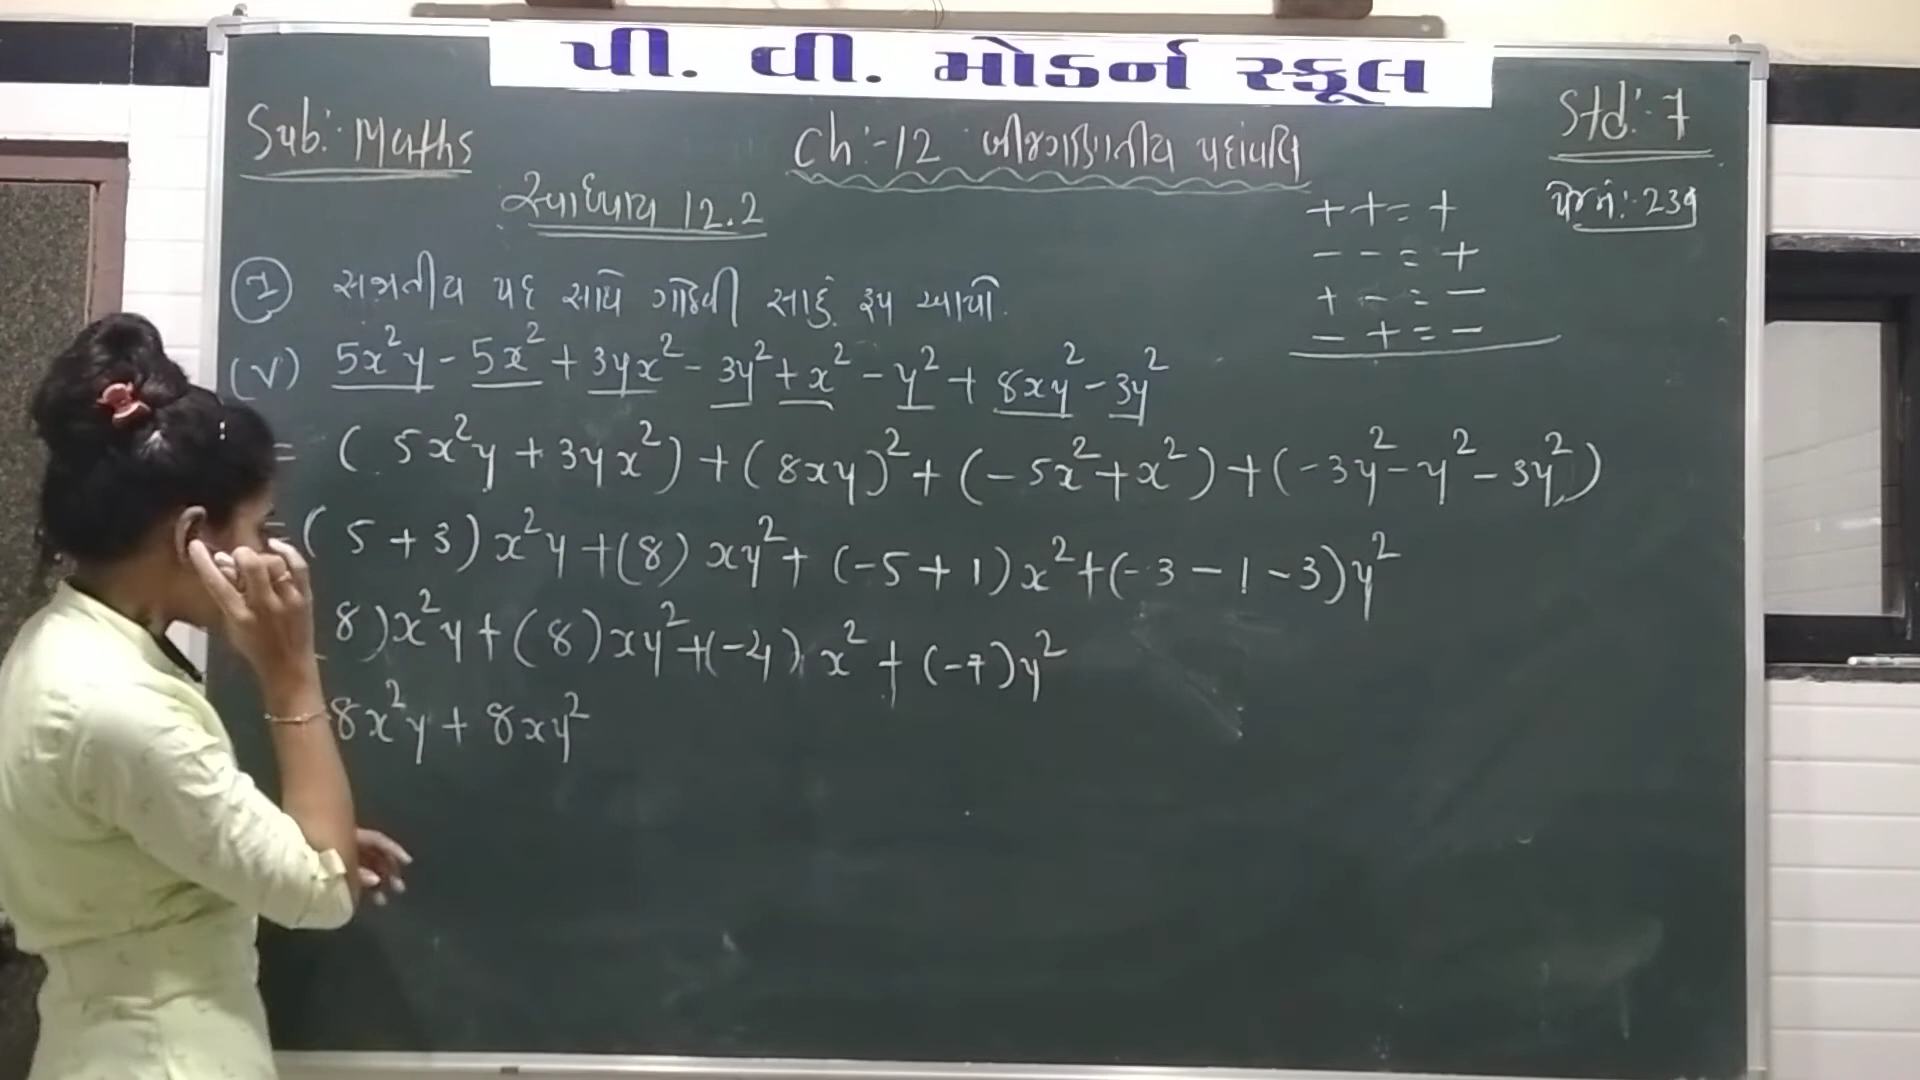 પી. વી. મોડર્ન સ્કૂલ
Sub:- Maths
Ch:-12 બીજગણિતીય પદાવલિ
Std:-7
પેજ નં:-239
સ્વાધ્યાય 12.2
+ + = +
- - = +
+ - = -
- + = -
① સજાતીય પદ સાથે ગોઠવી સાદું રૂપ આપો.
(V) 5x²y - 5x² + 3yx² - 3y² + x² - y² + 8xy² - 3y²
= (5x²y + 3yx²) + (8xy)² + (-5x² + x²) + (-3y² - y² - 3y²)
= (5 + 3)x²y + (8)xy² + (-5 + 1)x² + (-3 - 1 - 3)y²
8)x²y + (8)xy² + (-4)x² + (-7)y²
8x²y + 8xy²